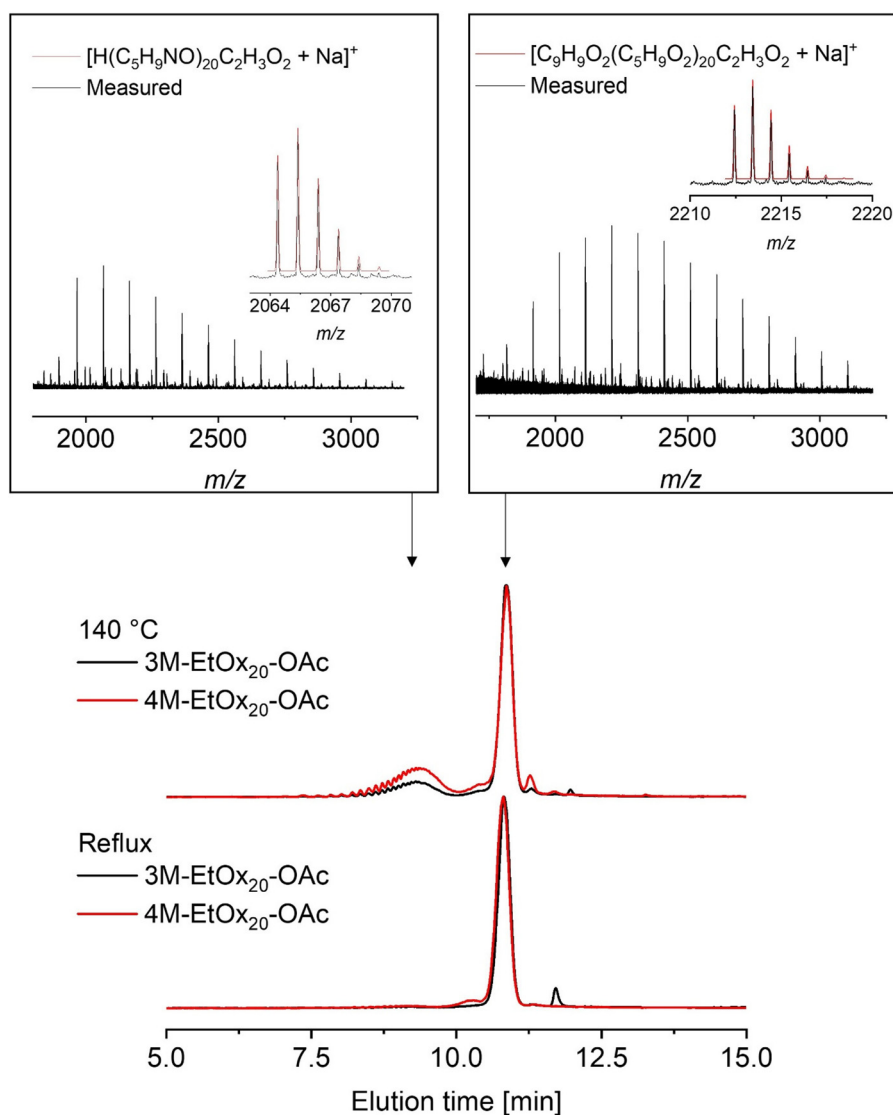 [H(C₅H₉NO)₂₀C₂H₃O₂ + Na]⁺
Measured
2064 2067 2070
m/z
2000 2500 3000
m/z
[C₉H₉O₂(C₅H₉O₂)₂₀C₂H₃O₂ + Na]⁺
Measured
2210 2215 2220
m/z
2000 2500 3000
m/z
140 °C
3M-EtOx₂₀-OAc
4M-EtOx₂₀-OAc
Reflux
3M-EtOx₂₀-OAc
4M-EtOx₂₀-OAc
5.0 7.5 10.0 12.5 15.0
Elution time [min]